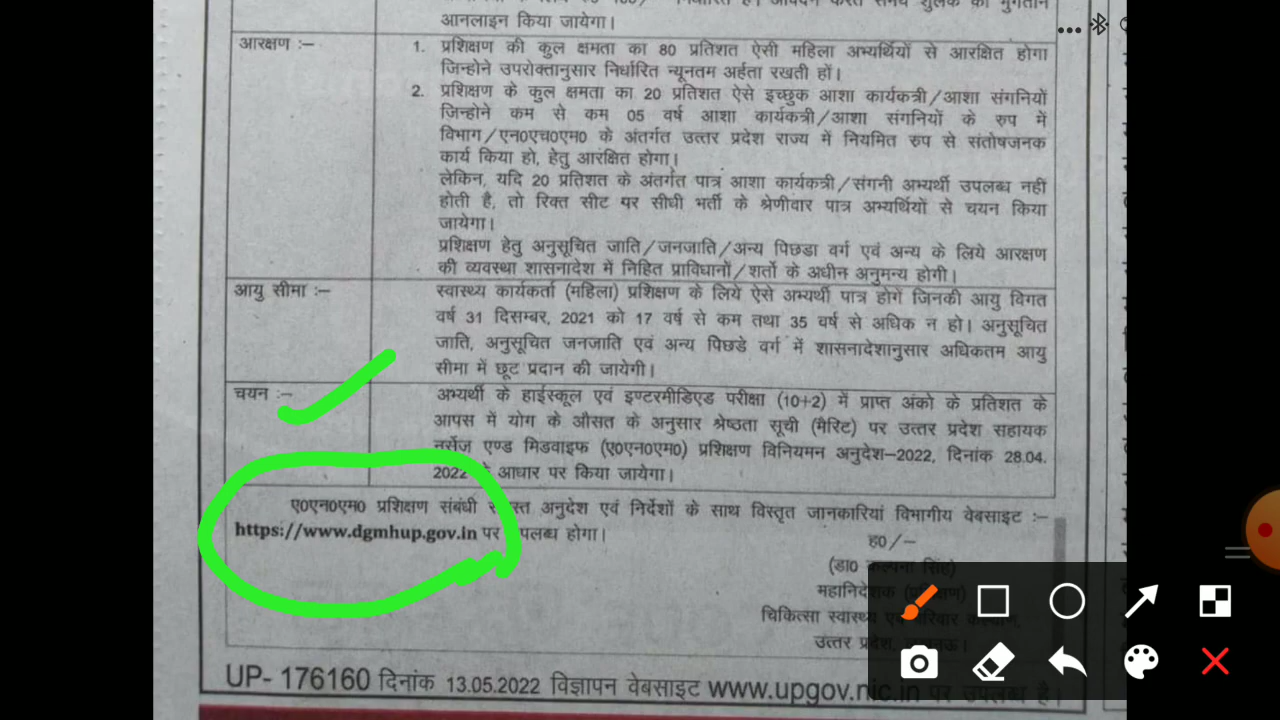 आनलाइन किया जायेगा।
आरक्षण :–
1. प्रशिक्षण की कुल क्षमता का 80 प्रतिशत ऐसी महिला अभ्यर्थियों से आरक्षित होगा
जिन्होने उपरोक्तानुसार निर्धारित न्यूनतम अर्हता रखती हों।
2. प्रशिक्षण के कुल क्षमता का 20 प्रतिशत ऐसे इच्छुक आशा कार्यकत्री/आशा संगनियों
जिन्होने कम से कम 05 वर्ष आशा कार्यकत्री/आशा संगनियों के रुप में
विभाग/एन0एच0एम0 के अंतर्गत उत्तर प्रदेश राज्य में नियमित रुप से संतोषजनक
कार्य किया हो, हेतु आरक्षित होगा।
लेकिन, यदि 20 प्रतिशत के अंतर्गत पात्र आशा कार्यकत्री/संगनी अभ्यर्थी उपलब्ध नहीं
होती है, तो रिक्त सीट पर सीधी भर्ती के श्रेणीवार पात्र अभ्यर्थियों से चयन किया
जायेगा।
प्रशिक्षण हेतु अनुसूचित जाति/जनजाति/अन्य पिछडा वर्ग एवं अन्य के लिये आरक्षण
की व्यवस्था शासनादेश में निहित प्राविधानों/शर्तो के अधीन अनुमन्य होगी।
आयु सीमा :–
स्वास्थ्य कार्यकर्ता (महिला) प्रशिक्षण के लिये ऐसे अभ्यर्थी पात्र होगें जिनकी आयु विगत
वर्ष 31 दिसम्बर, 2021 को 17 वर्ष से कम तथा 35 वर्ष से अधिक न हो। अनुसूचित
जाति, अनुसूचित जनजाति एवं अन्य पिछडे वर्ग में शासनादेशानुसार अधिकतम आयु
सीमा में छूट प्रदान की जायेगी।
चयन :–
अभ्यर्थी के हाईस्कूल एवं इण्टरमीडिएड परीक्षा (10+2) में प्राप्त अंको के प्रतिशत के
आपस में योग के औसत के अनुसार श्रेष्ठता सूची (मैरिट) पर उत्तर प्रदेश सहायक
नर्सेज एण्ड मिडवाइफ (ए0एन0एम0) प्रशिक्षण विनियमन अनुदेश–2022, दिनांक 28.04.
2022 आधार पर किया जायेगा।
ए0एन0एम0 प्रशिक्षण संबंधी अनुदेश एवं निर्देशों के साथ विस्तृत जानकारियां विभागीय वेबसाइट :–
https://www.dgmhup.gov.in पर उपलब्ध होगा।
ह0/–
(डा0 कल्पना सिंह)
महानिदेशक
चिकित्सा स्वास्थ्य एवं परिवार कल्याण,
उत्तर प्रदेश, लखनऊ।
UP- 176160 दिनांक 13.05.2022 विज्ञापन वेबसाइट www.upgov.nic.in पर उपलब्ध है।